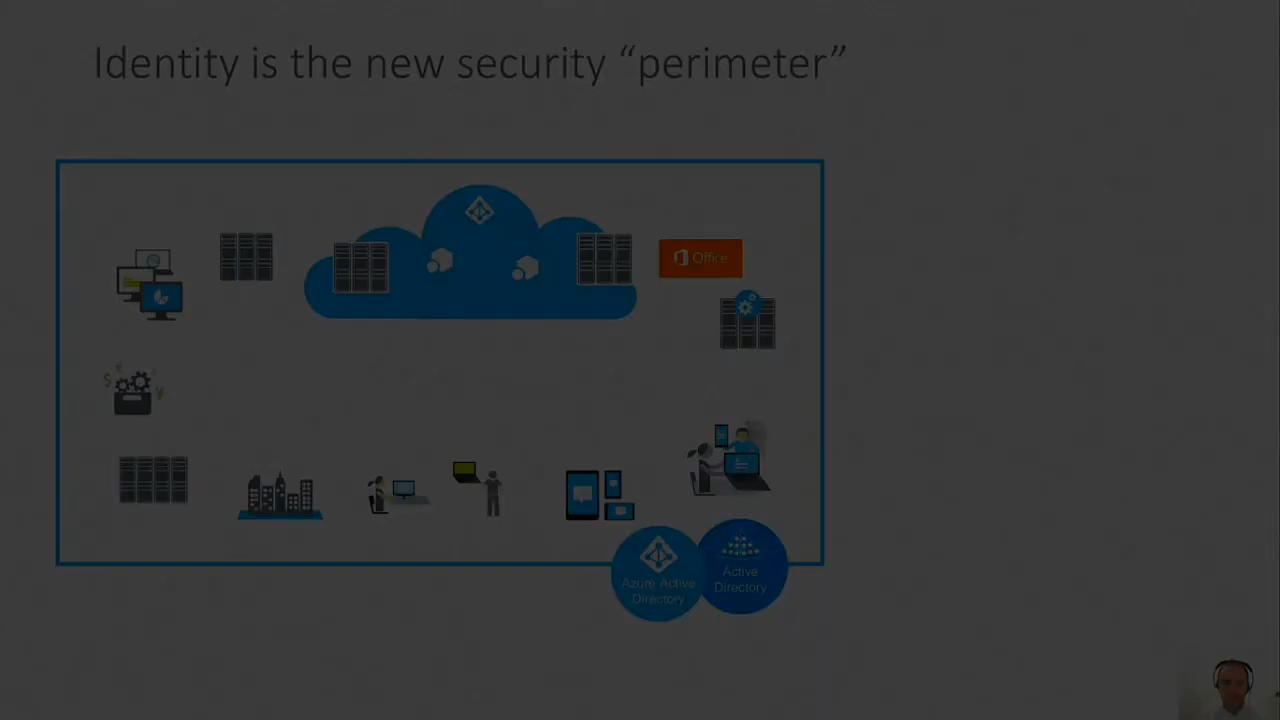 Identity is the new security “perimeter”
Office
$ € ¥
Azure Active
Directory
Active
Directory